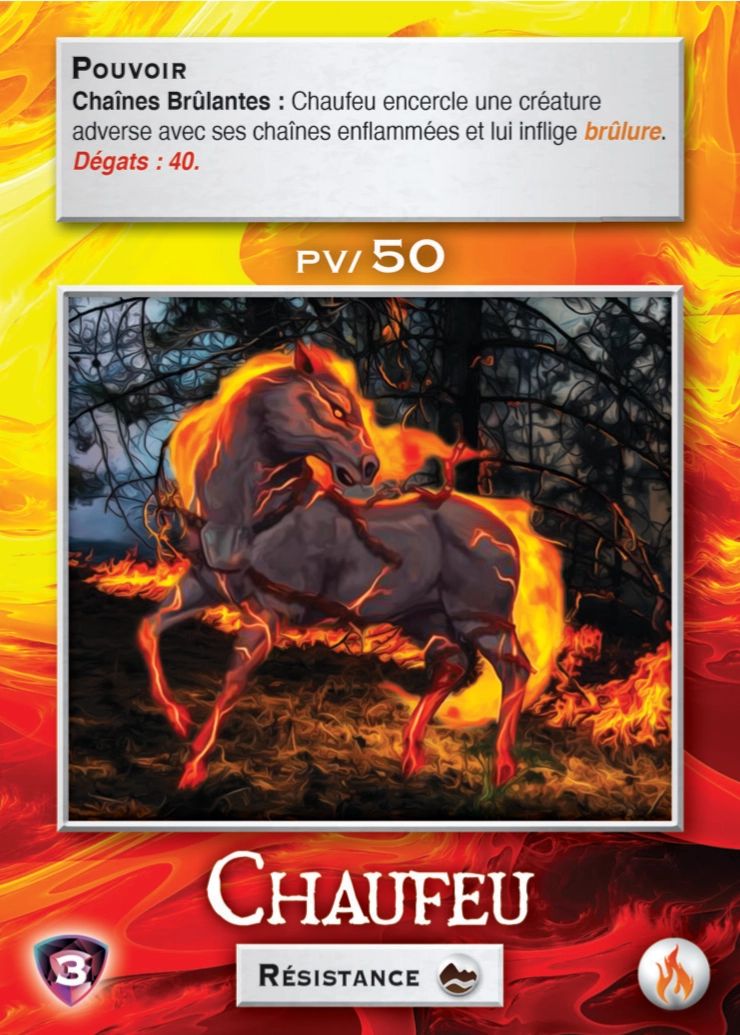 Pouvoir
Chaînes Brûlantes : Chaufeu encercle une créature
adverse avec ses chaînes enflammées et lui inflige brûlure.
Dégats : 40.
PV/ 50
Chaufeu
3
Résistance